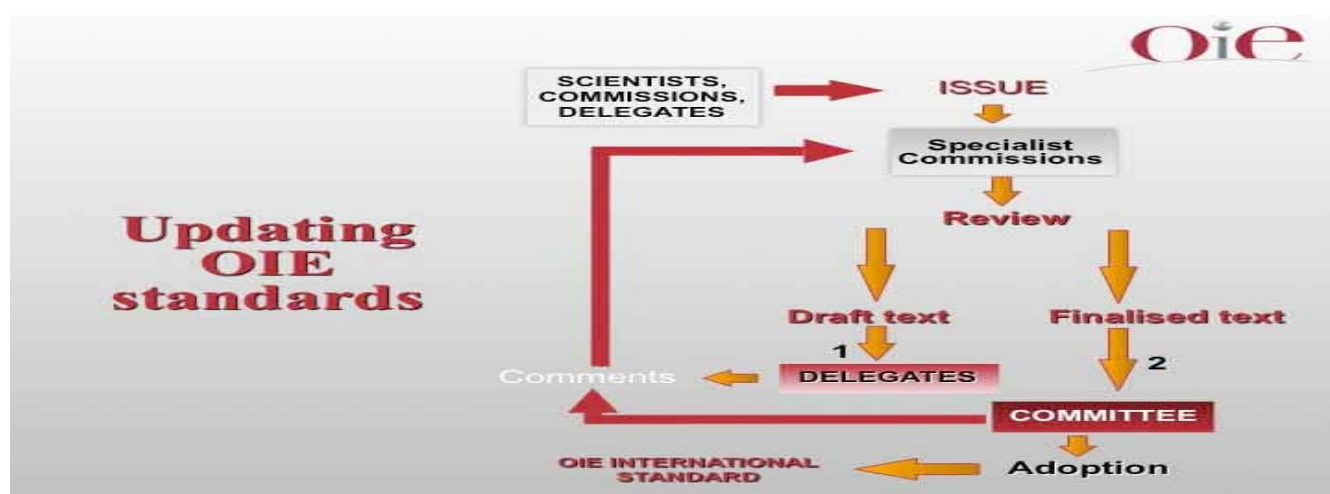 OiE
SCIENTISTS,
COMMISSIONS,
DELEGATES
ISSUE
Specialist
Commissions
Review
Updating
OIE
standards
Draft text
Finalised text
1
2
Comments
DELEGATES
COMMITTEE
OIE INTERNATIONAL
STANDARD
Adoption